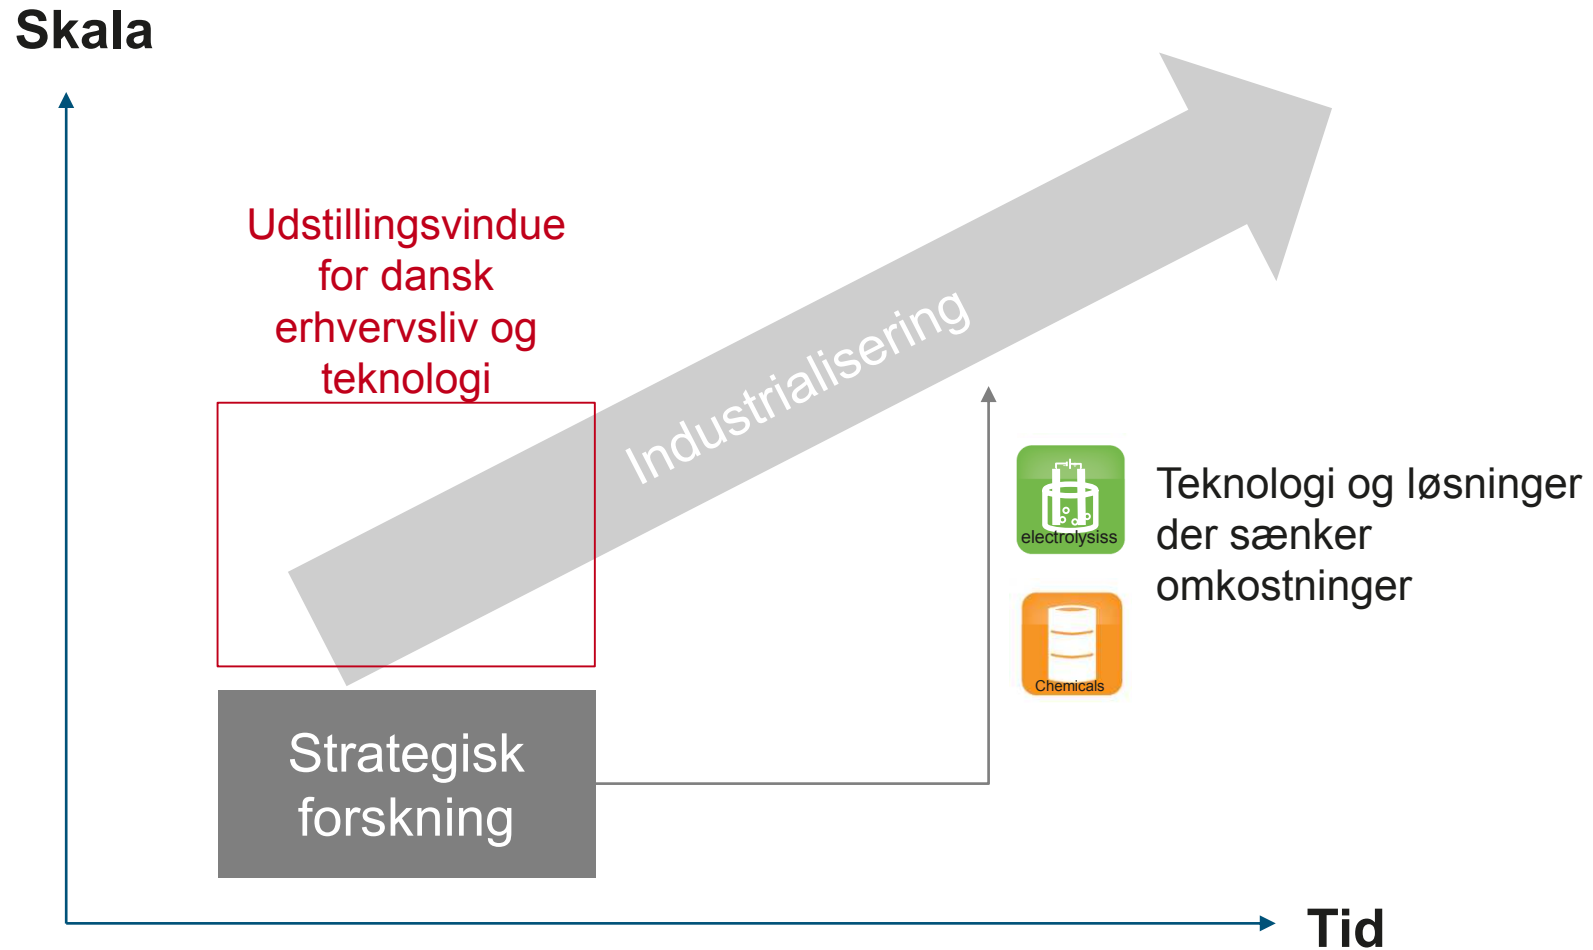 Skala
Udstillingsvindue
for dansk
erhvervsliv og
teknologi
Industrialisering
electrolysiss
Teknologi og løsninger
der sænker
omkostninger
Chemicals
Strategisk
forskning
Tid